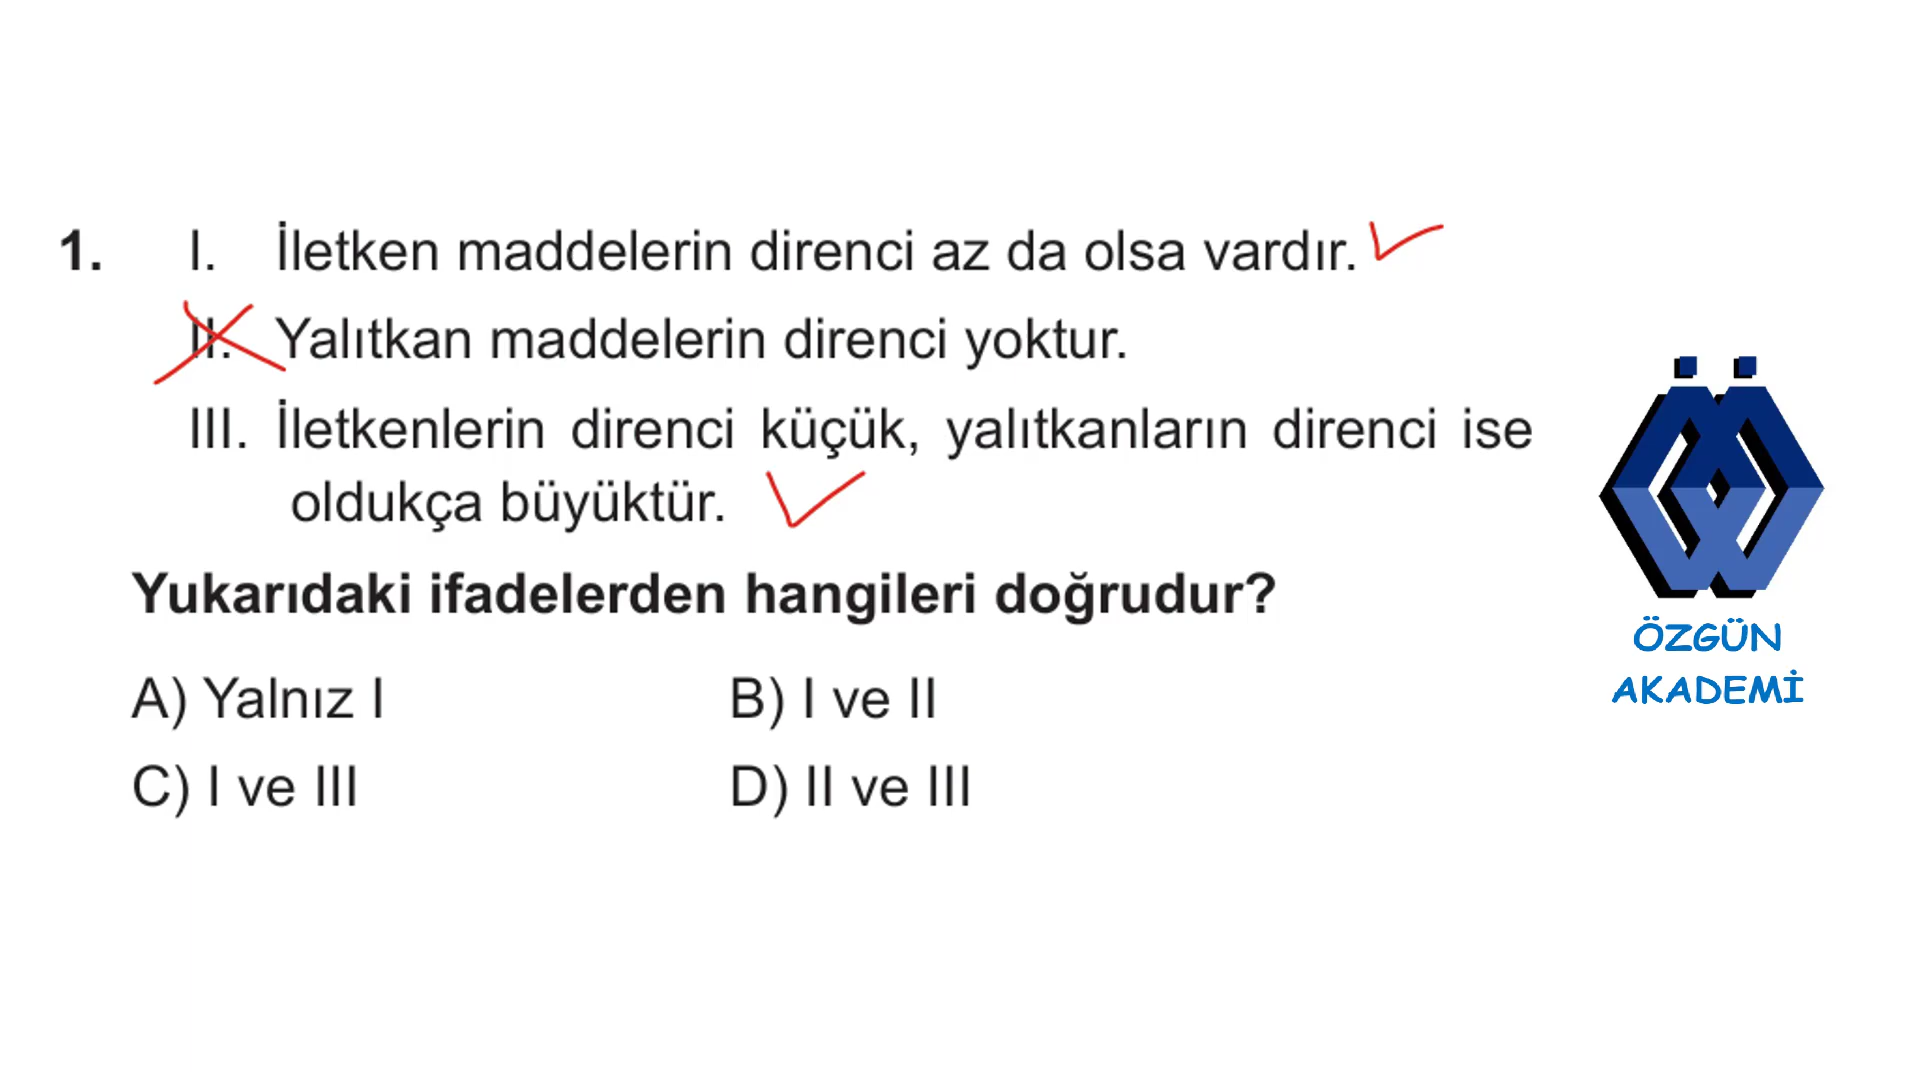 1. I. İletken maddelerin direnci az da olsa vardır.
II. Yalıtkan maddelerin direnci yoktur.
III. İletkenlerin direnci küçük, yalıtkanların direnci ise
oldukça büyüktür.
Yukarıdaki ifadelerden hangileri doğrudur?
A) Yalnız I B) I ve II
C) I ve III D) II ve III
ÖZGÜN
AKADEMİ